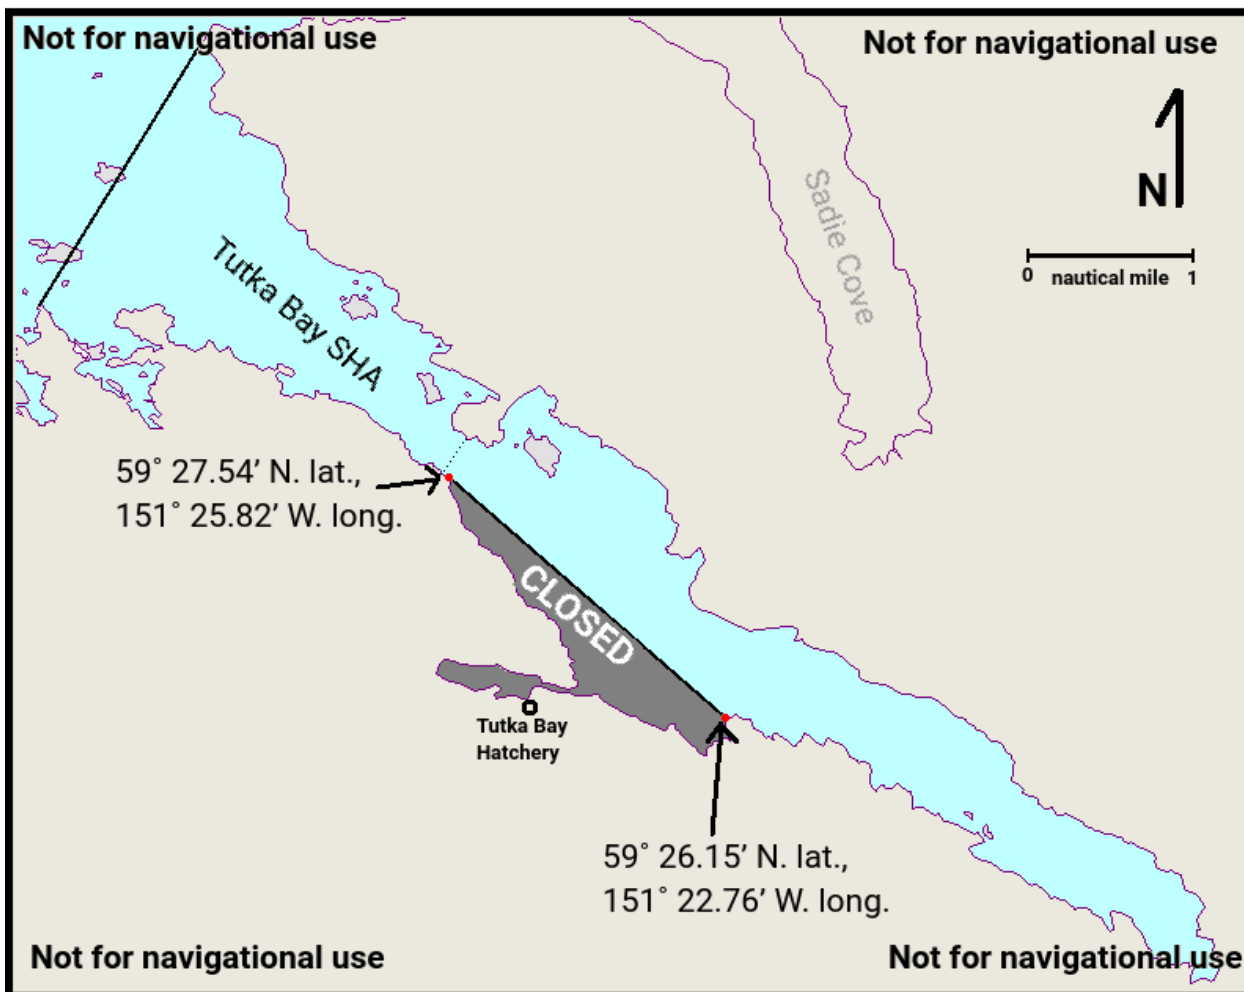 Not for navigational use
Not for navigational use
N
0 nautical mile 1
Sadie Cove
Tutka Bay SHA
59˚ 27.54’ N. lat.,
151˚ 25.82’ W. long.
CLOSED
Tutka Bay
Hatchery
59˚ 26.15’ N. lat.,
151˚ 22.76’ W. long.
Not for navigational use
Not for navigational use